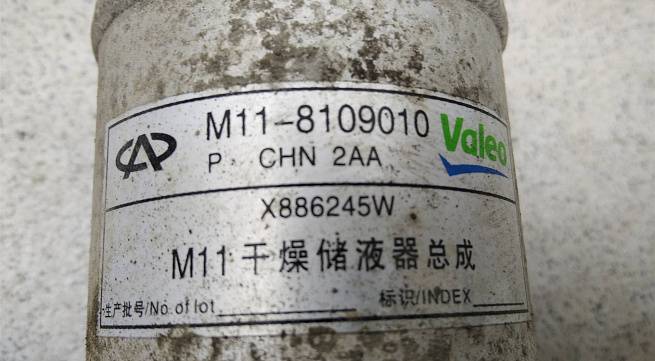 M11-8109010
P CHN 2AA
Valeo
X886245W
M11干燥储液器总成
生产批号/No of lot
标识/INDEX